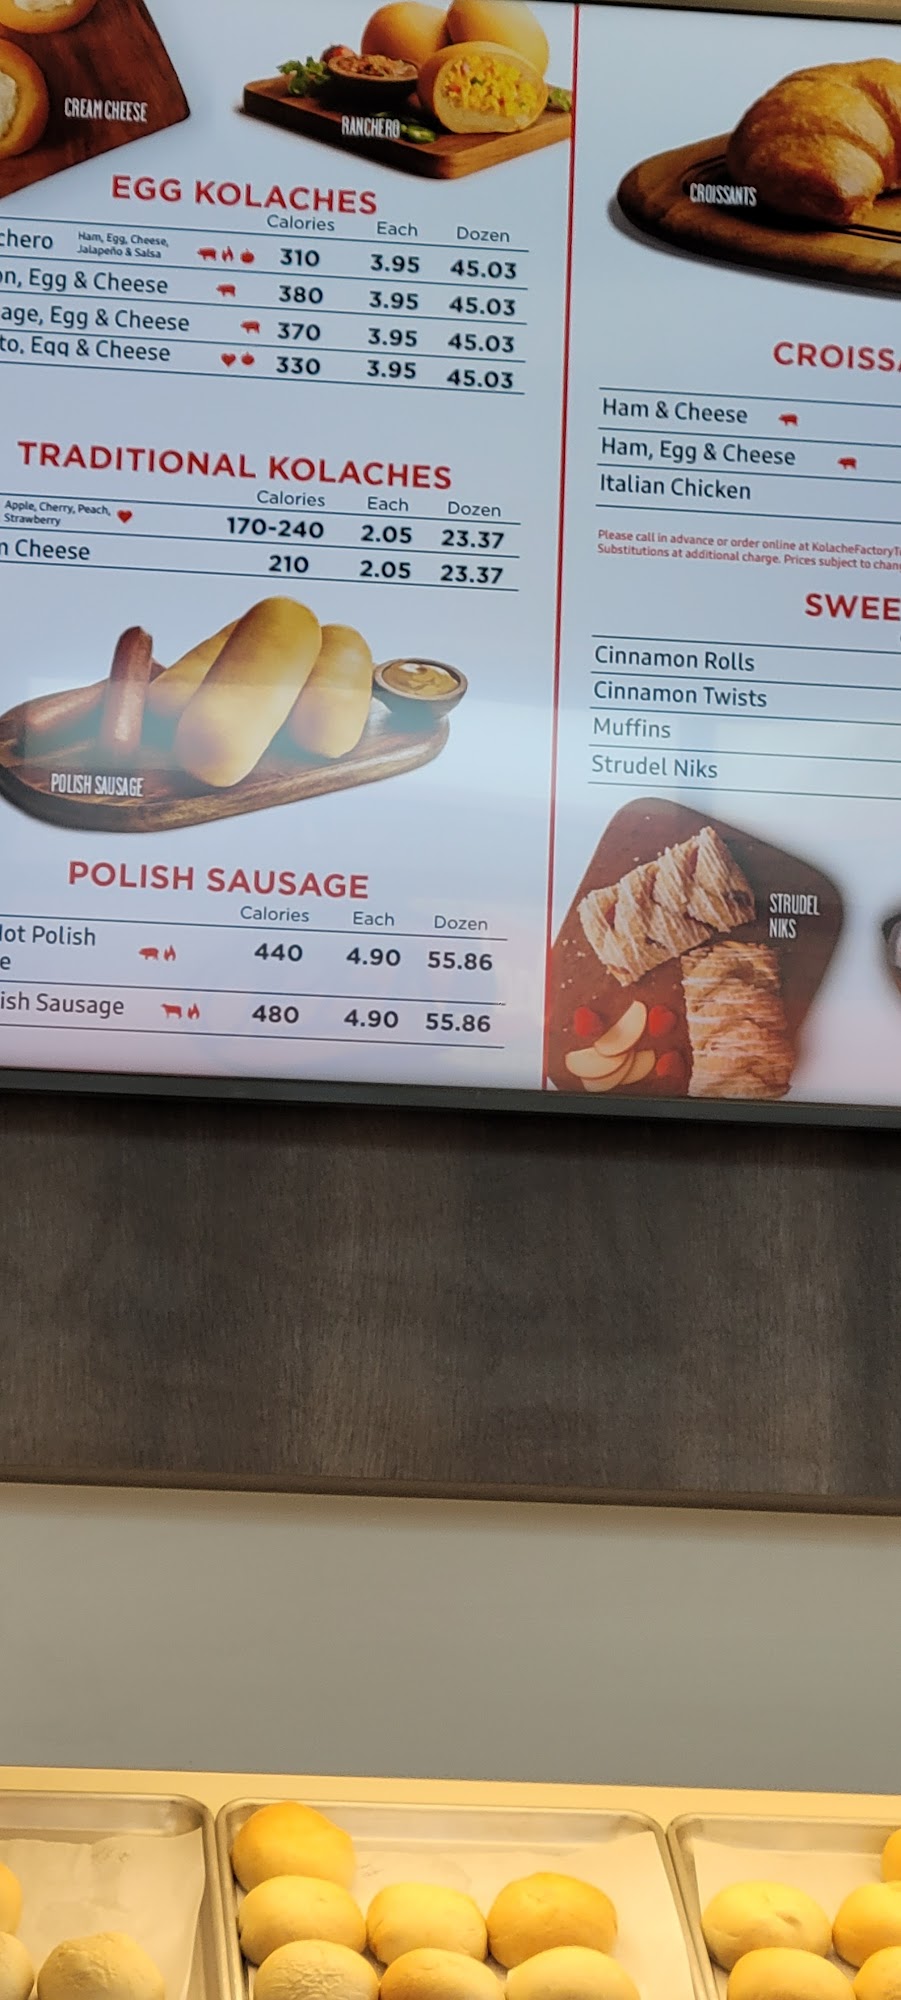 CREAM CHEESE
RANCHERO
EGG KOLACHES
Calories Each Dozen
chero Ham, Egg, Cheese, Jalapeño & Salsa 310 3.95 45.03
on, Egg & Cheese 380 3.95 45.03
age, Egg & Cheese 370 3.95 45.03
to, Egg & Cheese 330 3.95 45.03
TRADITIONAL KOLACHES
Calories Each Dozen
Apple, Cherry, Peach, Strawberry 170-240 2.05 23.37
Cheese 210 2.05 23.37
POLISH SAUSAGE
POLISH SAUSAGE
Calories Each Dozen
ot Polish
e 440 4.90 55.86
ish Sausage 480 4.90 55.86
CROISSANTS
CROISS
Ham & Cheese
Ham, Egg & Cheese
Italian Chicken
Please call in advance or order online at KolacheFactoryT
Substitutions at additional charge. Prices subject to chan
SWEE
Cinnamon Rolls
Cinnamon Twists
Muffins
Strudel Niks
STRUDEL
NIKS